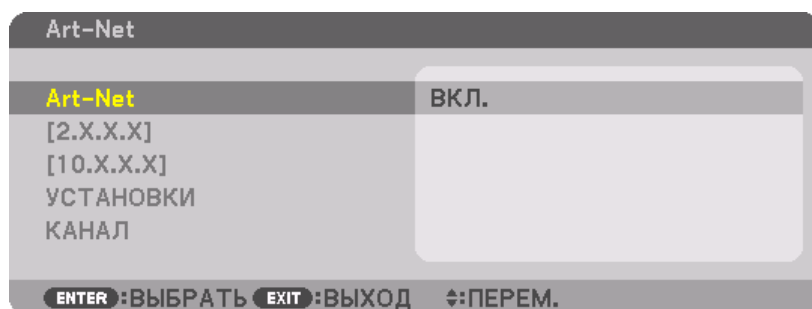 Art-Net
Art-Net ВКЛ.
[2.X.X.X]
[10.X.X.X]
УСТАНОВКИ
КАНАЛ
ENTER :ВЫБРАТЬ EXIT :ВЫХОД ♦:ПЕРЕМ.